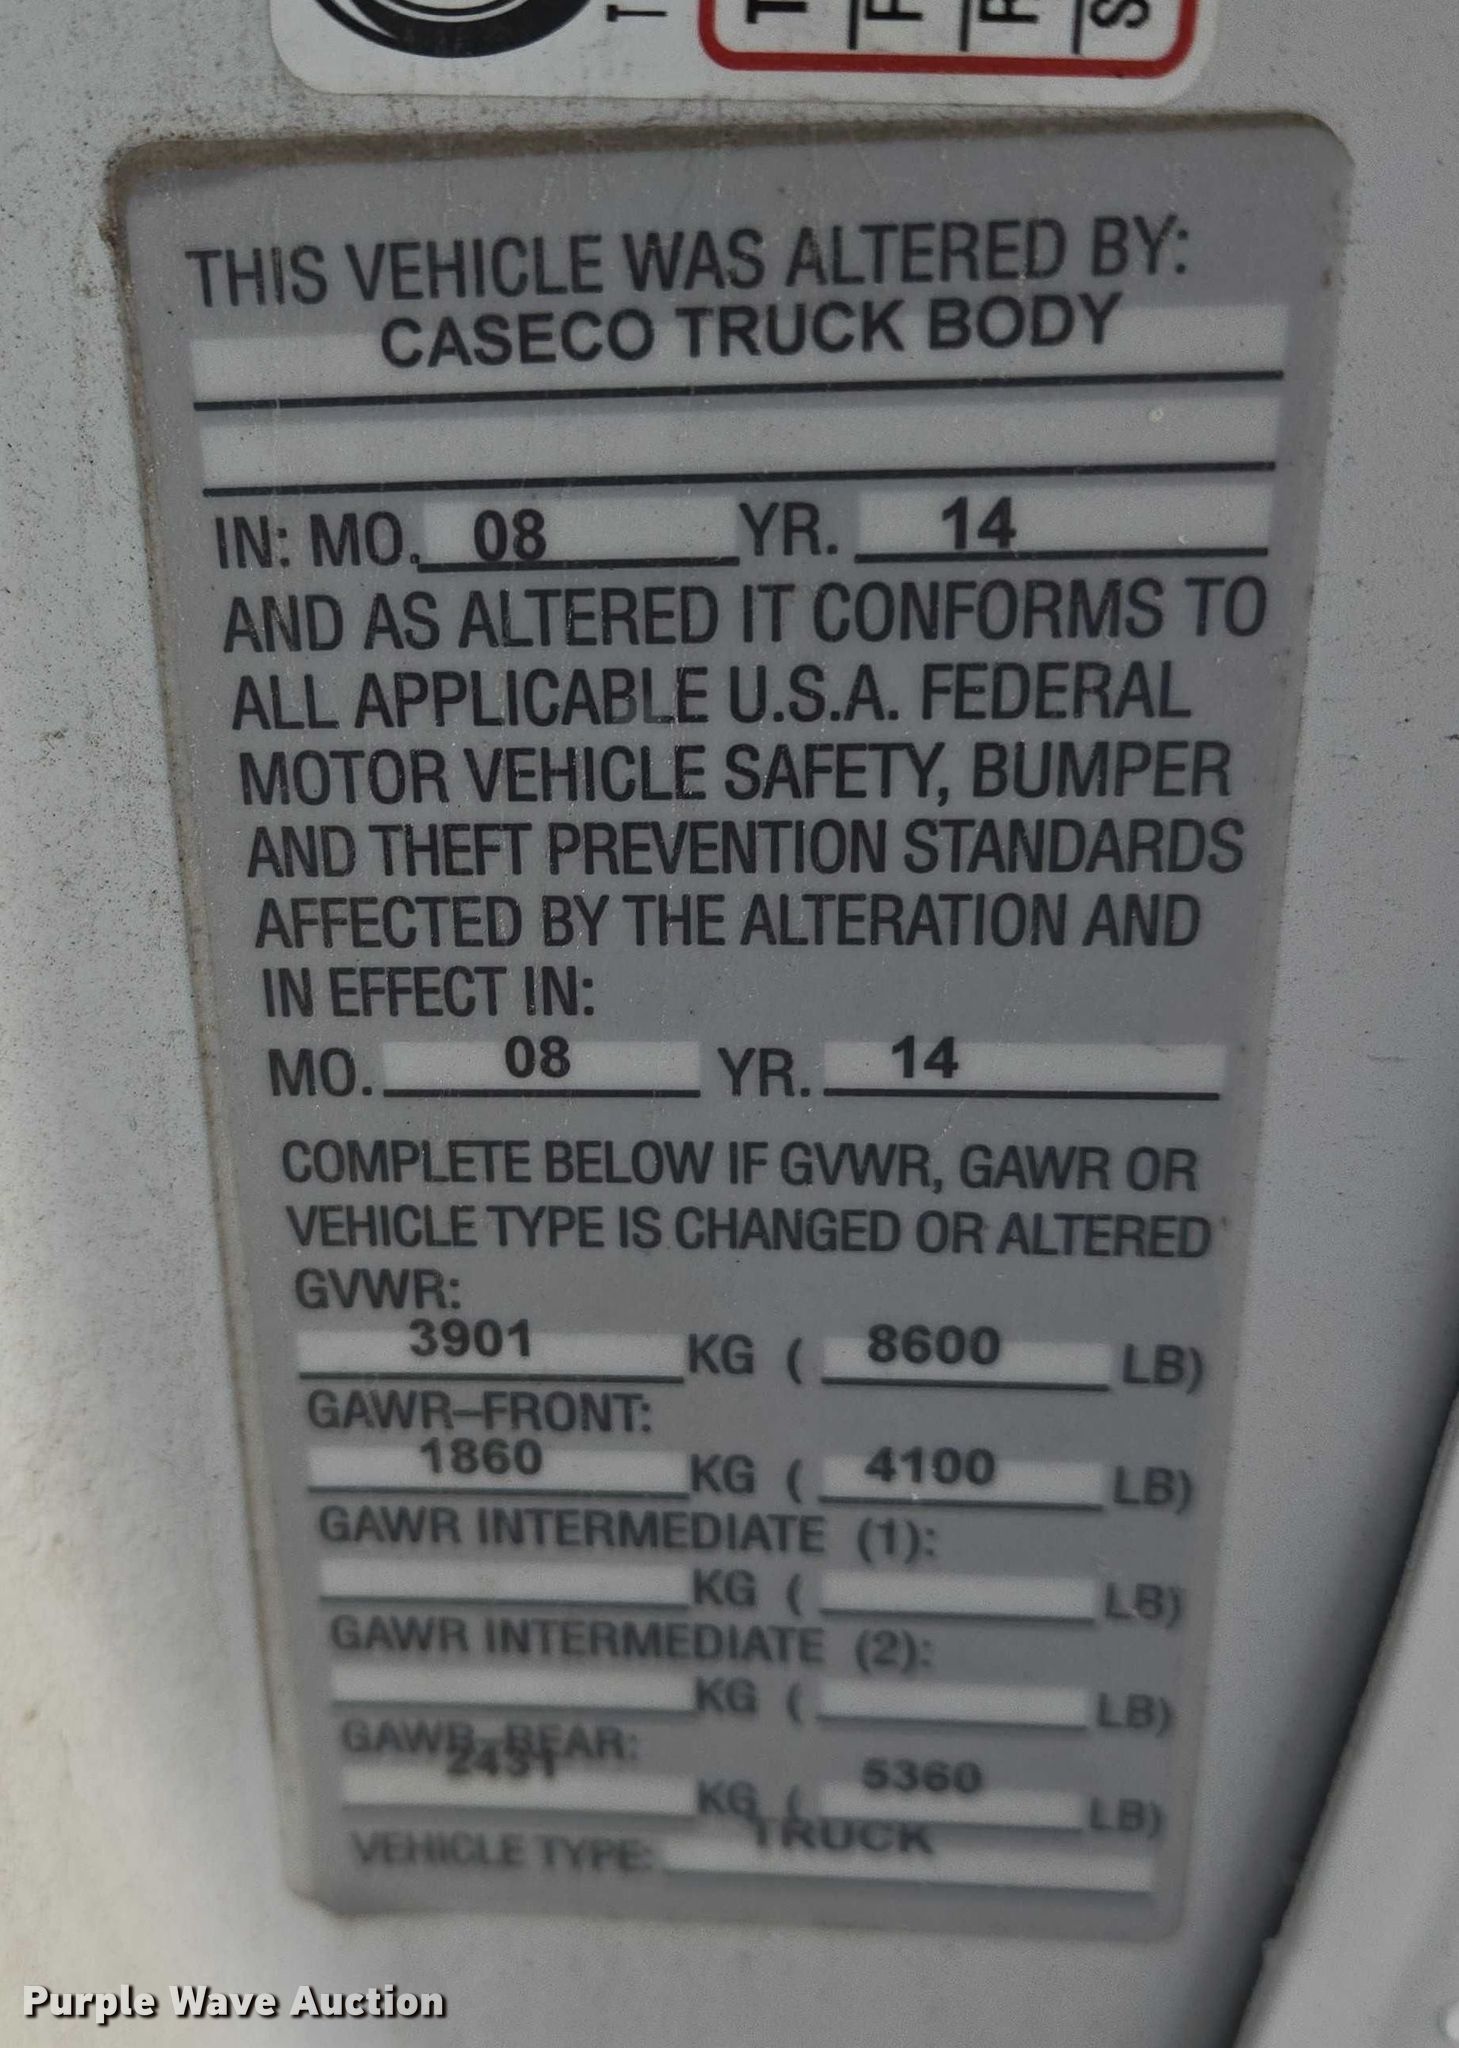 T
T
F
R
S
THIS VEHICLE WAS ALTERED BY:
CASECO TRUCK BODY
IN: MO. 08 YR. 14
AND AS ALTERED IT CONFORMS TO
ALL APPLICABLE U.S.A. FEDERAL
MOTOR VEHICLE SAFETY, BUMPER
AND THEFT PREVENTION STANDARDS
AFFECTED BY THE ALTERATION AND
IN EFFECT IN:
MO. 08 YR. 14
COMPLETE BELOW IF GVWR, GAWR OR
VEHICLE TYPE IS CHANGED OR ALTERED
GVWR:
3901 KG ( 8600 LB)
GAWR–FRONT:
1860 KG ( 4100 LB)
GAWR INTERMEDIATE (1):
KG ( LB)
GAWR INTERMEDIATE (2):
KG ( LB)
GAWR–REAR:
2431 KG ( 5360 LB)
VEHICLE TYPE: TRUCK
Purple Wave Auction